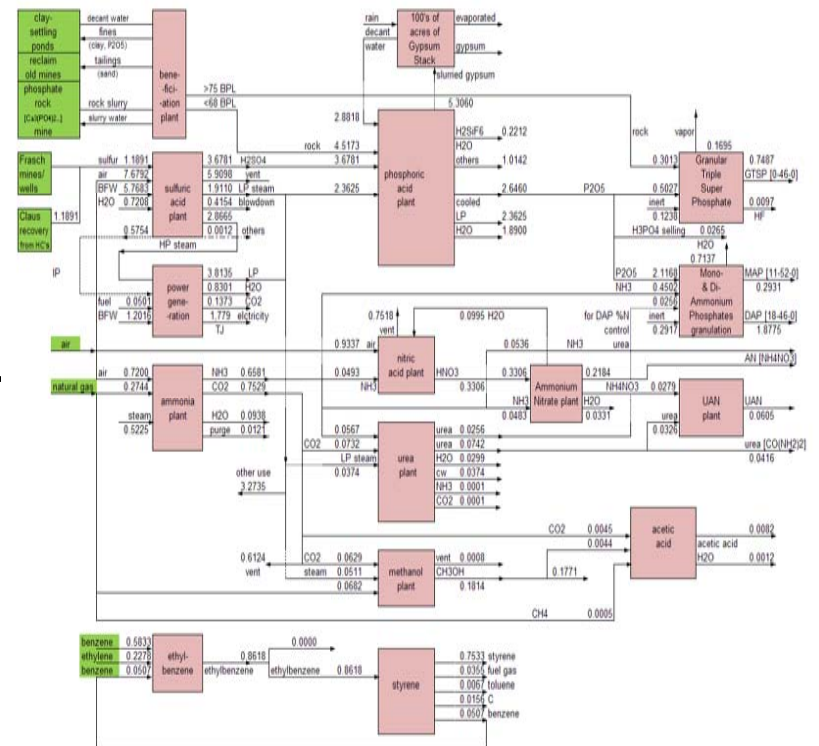 clay-
settling
ponds
reclaim
old mines
phosphate
rock
mine
decant water
fines
(clay, P2O5)
tailings
(sand)
rock slurry
slurry water
bene-
-fici-
-ation
plant
>75 BPL
<68 BPL
rain
decant
water
100's of
acres of
Gypsum
Stack
evaporated
gypsum
slurried gypsum
5.3060
2.8818
rock 4.5173
3.6781
2.3625
phosphoric
acid
plant
H2SiF6 0.2212
H2O
others 1.0142
2.6460 P2O5
cooled
LP 2.3625
H2O 1.8900
rock
vapor
0.1695
0.3013
0.5027
inert
0.1238
Granular
Triple
Super
Phosphate
0.7487
GTSP [0-46-0]
0.0097
HF
H3PO4 selling 0.0265
H2O
0.7137
Frasch
mines/
wells
Claus
recovery
from HC's
1.1891
sulfur 1.1891
air 7.6792
BFW 5.7683
H2O 0.7208
0.5754
sulfuric
acid
plant
3.6781 H2SO4
5.9098 vent
1.9110 LP steam
0.4154 blowdown
2.8665
0.0012 others
HP steam
IP
fuel 0.0501
BFW 1.2016
power
gene-
-ration
3.8135 LP
0.8301 H2O
0.1373 CO2
1.779 elctricity
TJ
P2O5 2.1168
NH3 0.4502
0.0256
for DAP %N
control
inert
0.2917
Mono-
& Di-
Ammonium
Phosphates
granulation
MAP [11-52-0]
0.2931
DAP [18-46-0]
1.8775
air
0.9337 air
0.7518
vent
0.0995 H2O
nitric
acid plant
0.0493
NH3
HNO3
0.3306
0.0536 NH3 urea
AN [NH4NO3]
0.3306
NH3
0.0483
Ammonium
Nitrate plant
0.2184
NH4NO3 0.0279
H2O
0.0331
urea
0.0326
UAN
plant
UAN
0.0605
urea [CO(NH2)2]
0.0416
natural gas
air 0.7200
0.2744
steam
0.5225
ammonia
plant
NH3 0.6581
CO2 0.7529
H2O 0.0938
purge 0.0121
0.0567
CO2 0.0732
LP steam
0.0374
urea
plant
urea 0.0256
urea 0.0742
H2O 0.0299
cw 0.0374
NH3 0.0001
CO2 0.0001
other use
3.2735
0.6124
vent
CO2 0.0629
steam 0.0511
0.0682
methanol
plant
vent 0.0008
CH3OH
0.1814
0.1771
CO2 0.0045
0.0044
acetic
acid
0.0082
acetic acid
H2O 0.0012
CH4 0.0005
benzene 0.5833
ethylene 0.2278
benzene 0.0507
ethyl-
benzene
0.8618
ethylbenzene
0.0000
ethylbenzene 0.8618
styrene
0.7533 styrene
0.0355 fuel gas
0.0067 toluene
0.0156 C
0.0507 benzene